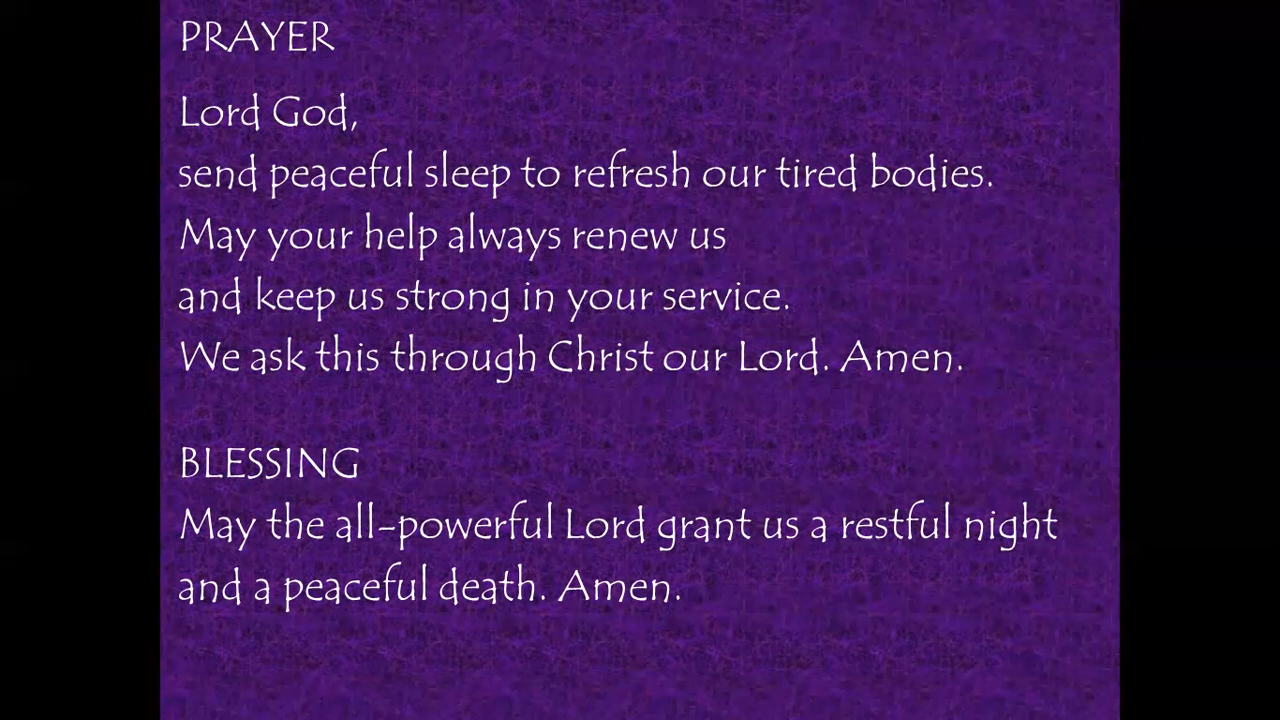 PRAYER
Lord God,
send peaceful sleep to refresh our tired bodies.
May your help always renew us
and keep us strong in your service.
We ask this through Christ our Lord. Amen.
BLESSING
May the all-powerful Lord grant us a restful night
and a peaceful death. Amen.